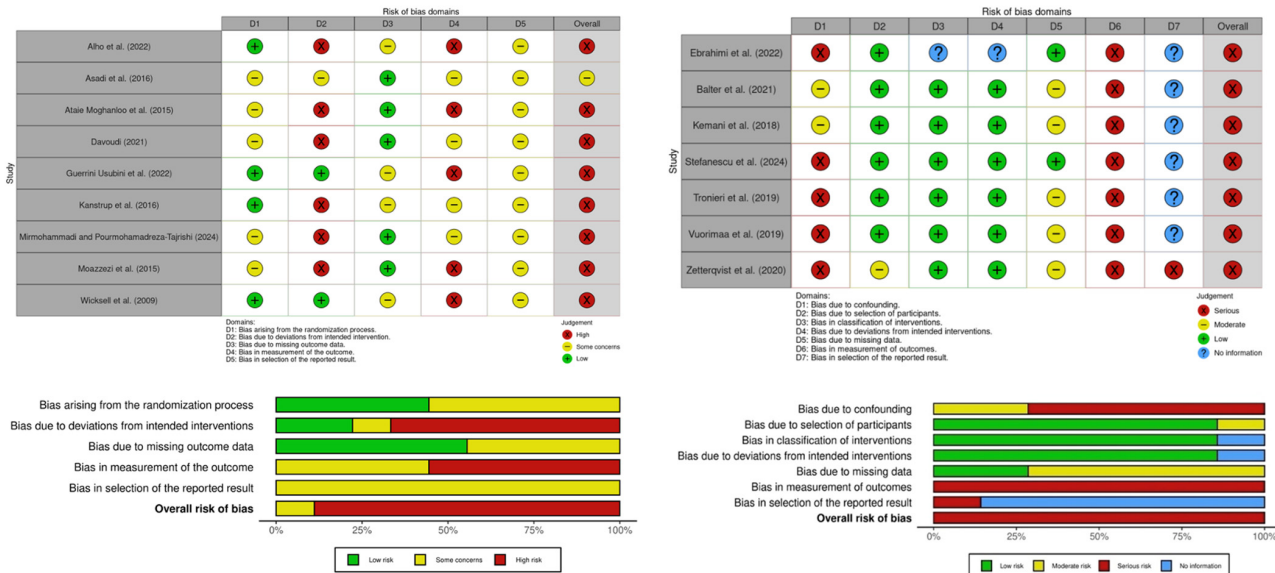 Risk of bias domains
D1 D2 D3 D4 D5 Overall
Study
Alho et al. (2022) + X - X - X
Asadi et al. (2016) - - + - - -
Ataie Moghanloo et al. (2015) - X + X - X
Davoudi (2021) - X + - - X
Guerrini Usubini et al. (2022) + + - X - X
Kanstrup et al. (2016) + X - - - X
Mirmohammadi and Pourmohamadreza-Tajrishi (2024) - X + - - X
Moazzezi et al. (2015) - X + X - X
Wicksell et al. (2009) + + - X - X
Domains:
D1: Bias arising from the randomization process.
D2: Bias due to deviations from intended intervention.
D3: Bias due to missing outcome data.
D4: Bias in measurement of the outcome.
D5: Bias in selection of the reported result.
Judgement
X High
- Some concerns
+ Low
Risk of bias domains
D1 D2 D3 D4 D5 D6 D7 Overall
Study
Ebrahimi et al. (2022) X + ? ? + X ? X
Balter et al. (2021) - + + + - X ? X
Kemani et al. (2018) - + + + - X ? X
Stefanescu et al. (2024) X + + + + X ? X
Tronieri et al. (2019) X + + + - X ? X
Vuorimaa et al. (2019) X + + + - X ? X
Zetterqvist et al. (2020) X - + + - X X X
Domains:
D1: Bias due to confounding.
D2: Bias due to selection of participants.
D3: Bias in classification of interventions.
D4: Bias due to deviations from intended interventions.
D5: Bias due to missing data.
D6: Bias in measurement of outcomes.
D7: Bias in selection of the reported result.
Judgement
X Serious
- Moderate
+ Low
? No information
Bias arising from the randomization process
Bias due to deviations from intended interventions
Bias due to missing outcome data
Bias in measurement of the outcome
Bias in selection of the reported result
Overall risk of bias
0% 25% 50% 75% 100%
Low risk Some concerns High risk
Bias due to confounding
Bias due to selection of participants
Bias in classification of interventions
Bias due to deviations from intended interventions
Bias due to missing data
Bias in measurement of outcomes
Bias in selection of the reported result
Overall risk of bias
0% 25% 50% 75% 100%
Low risk Moderate risk Serious risk No information